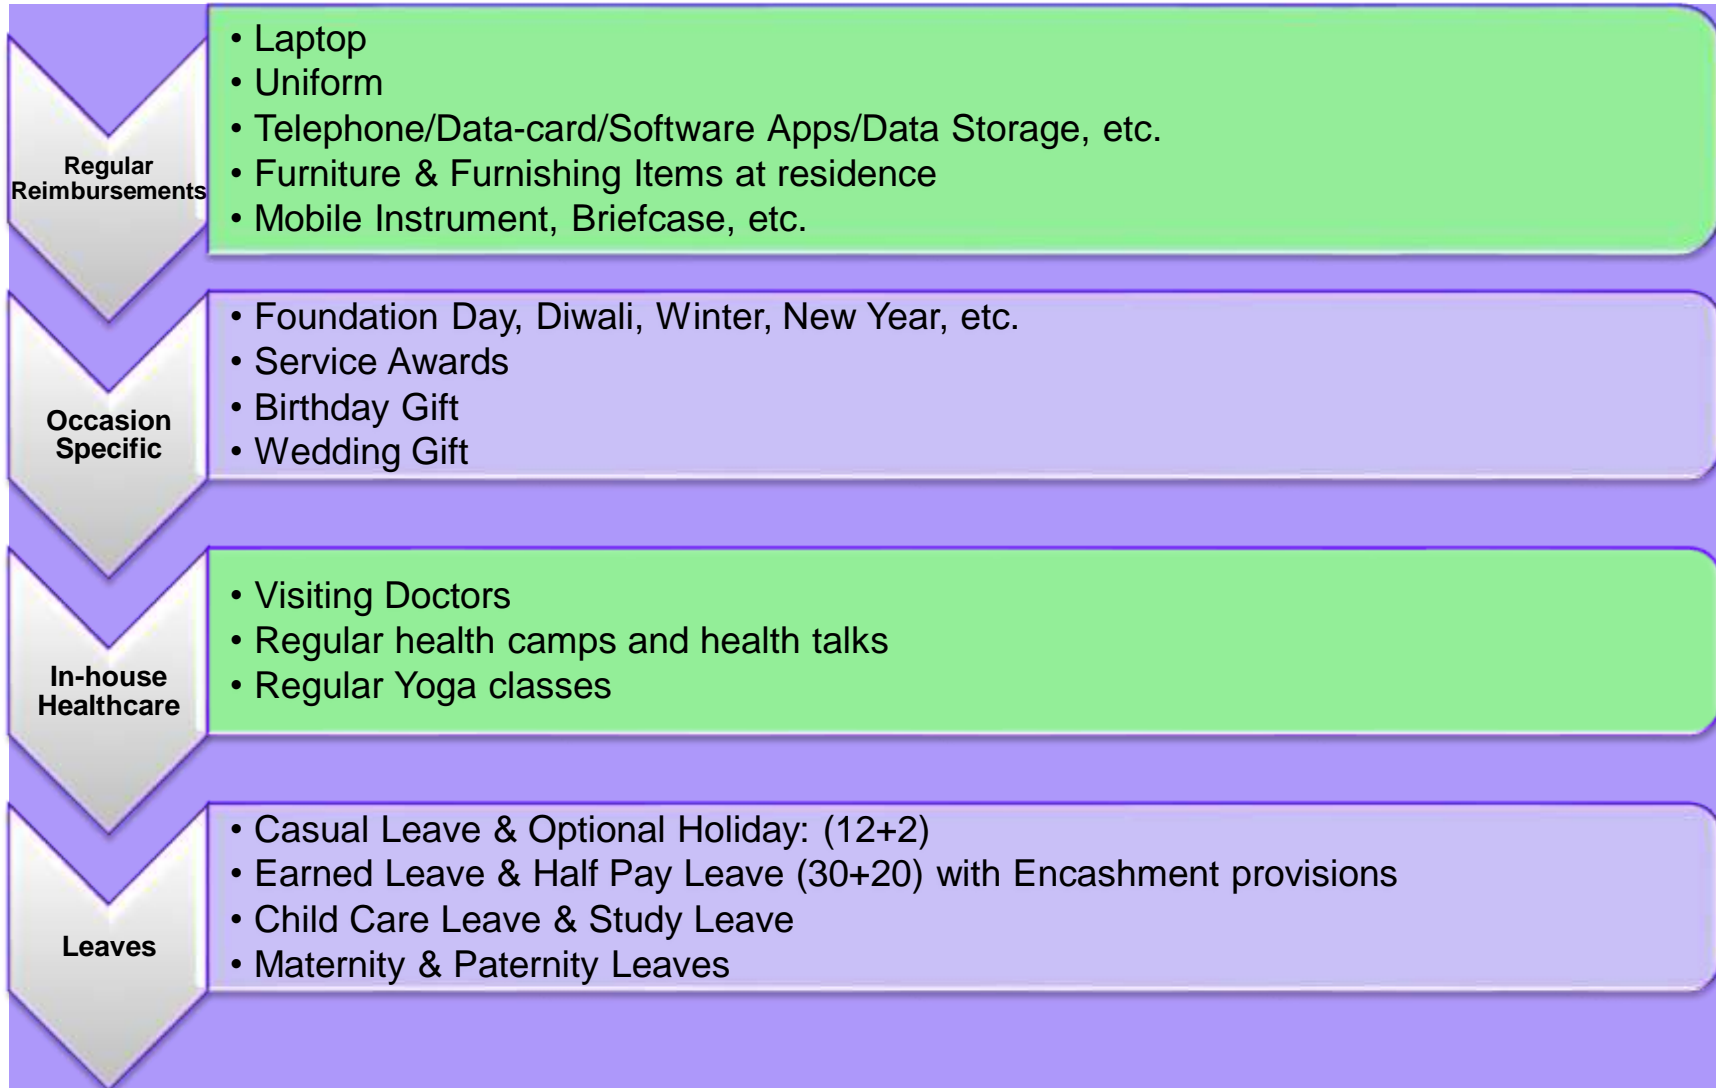 Regular
Reimbursements
• Laptop
• Uniform
• Telephone/Data-card/Software Apps/Data Storage, etc.
• Furniture & Furnishing Items at residence
• Mobile Instrument, Briefcase, etc.
Occasion
Specific
• Foundation Day, Diwali, Winter, New Year, etc.
• Service Awards
• Birthday Gift
• Wedding Gift
In-house
Healthcare
• Visiting Doctors
• Regular health camps and health talks
• Regular Yoga classes
Leaves
• Casual Leave & Optional Holiday: (12+2)
• Earned Leave & Half Pay Leave (30+20) with Encashment provisions
• Child Care Leave & Study Leave
• Maternity & Paternity Leaves